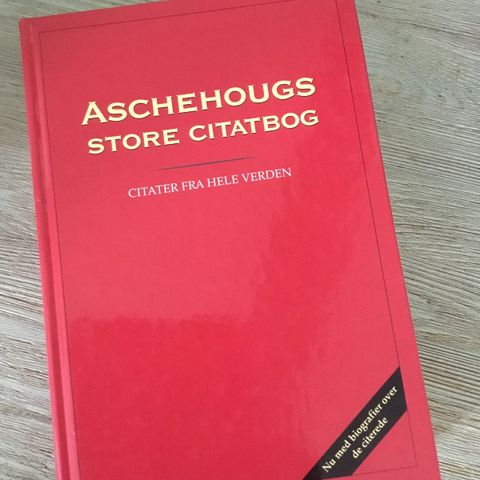 ASCHEHOUGS
STORE CITATBOG
CITATER FRA HELE VERDEN
Nu med biografier over
de citerede